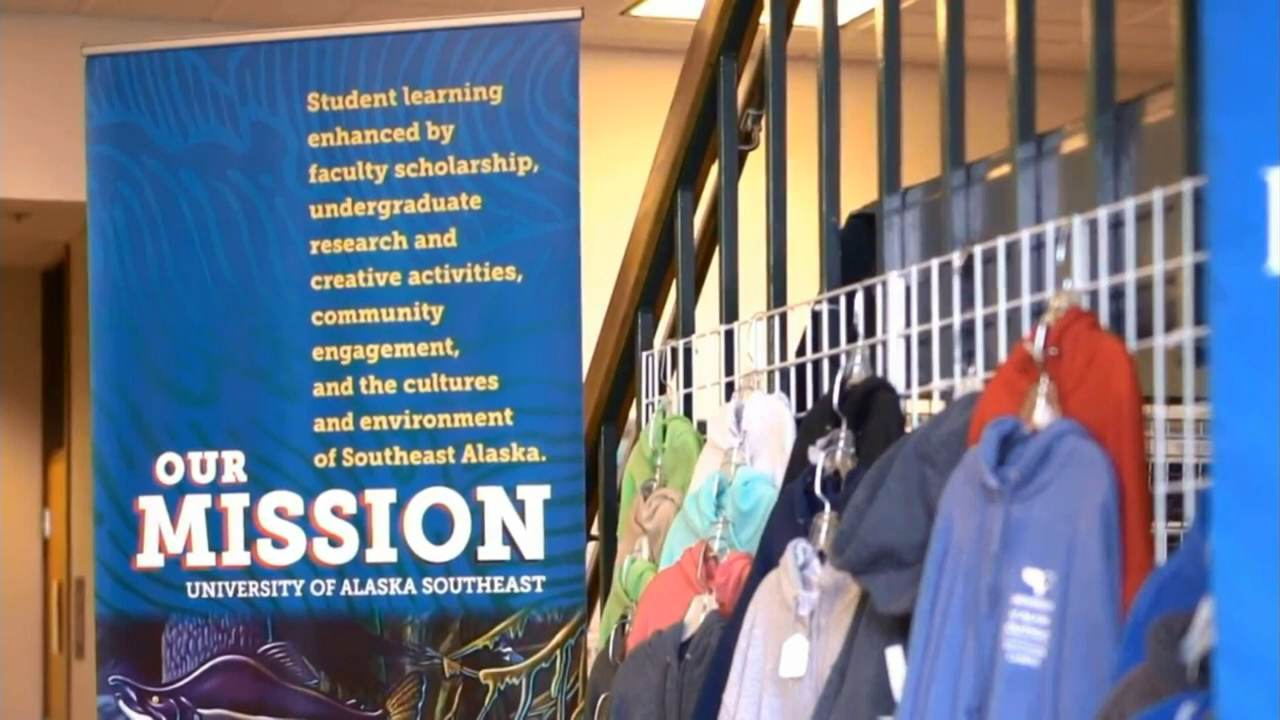 Student learning
enhanced by
faculty scholarship,
undergraduate
research and
creative activities,
community
engagement,
and the cultures
and environment
of Southeast Alaska.
OUR
MISSION
UNIVERSITY OF ALASKA SOUTHEAST